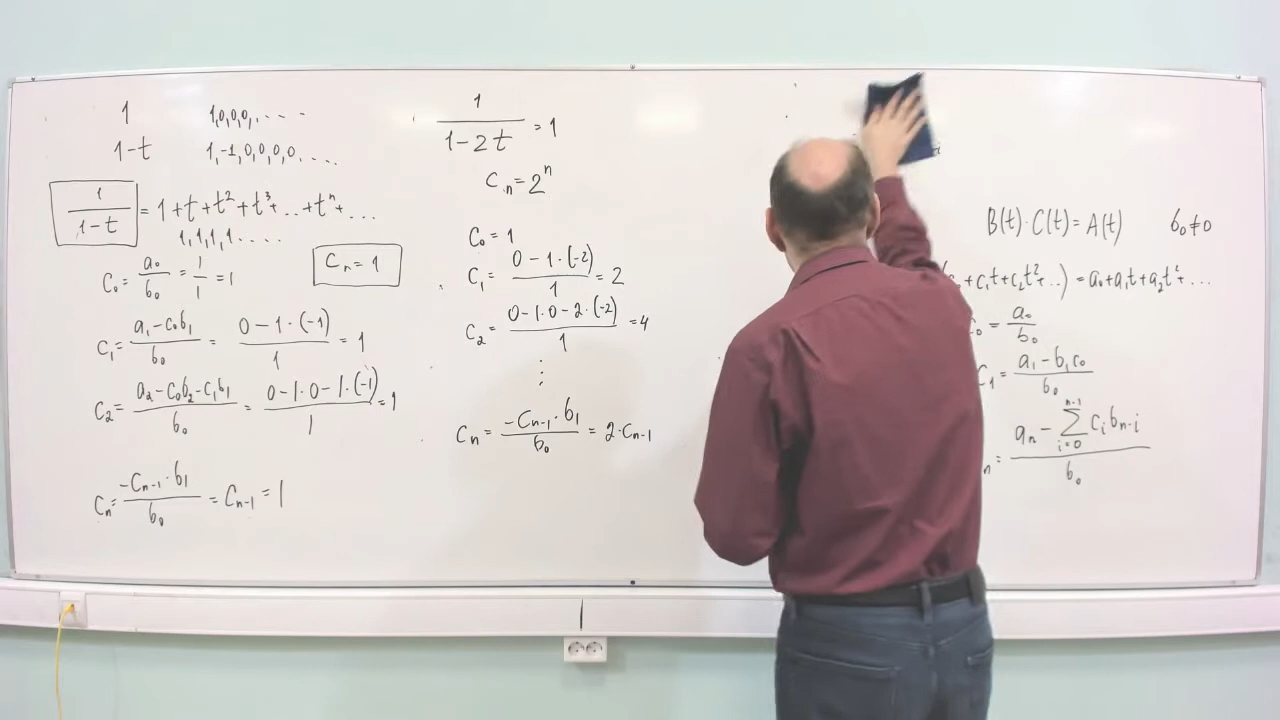 1 1,0,0,0,....
1-t 1,-1,0,0,0,0,....
1/(1-t) = 1+t+t²+t³+...+tⁿ+...
1,1,1,1.....
c₀ = a₀/b₀ = 1/1 = 1
cₙ = 1
c₁ = (a₁-c₀b₁)/b₀ = (0-1·(-1))/1 = 1
c₂ = (a₂-c₀b₂-c₁b₁)/b₀ = (0-1·0-1·(-1))/1 = 1
cₙ = (-cₙ₋₁·b₁)/b₀ = cₙ₋₁ = 1
1/(1-2t) = 1
cₙ = 2ⁿ
c₀ = 1
c₁ = (0-1·(-2))/1 = 2
c₂ = (0-1·0-2·(-2))/1 = 4
⋮
cₙ = (-cₙ₋₁·b₁)/b₀ = 2·cₙ₋₁
B(t)·C(t)=A(t) b₀≠0
+c₁t+c₂t²+..) = a₀+a₁t+a₂t²+...
₀ = a₀/b₀
c₁ = (a₁-b₁c₀)/b₀
ₙ = (aₙ - ∑ᵢ₌₀ⁿ⁻¹ cᵢbₙ₋ᵢ)/b₀